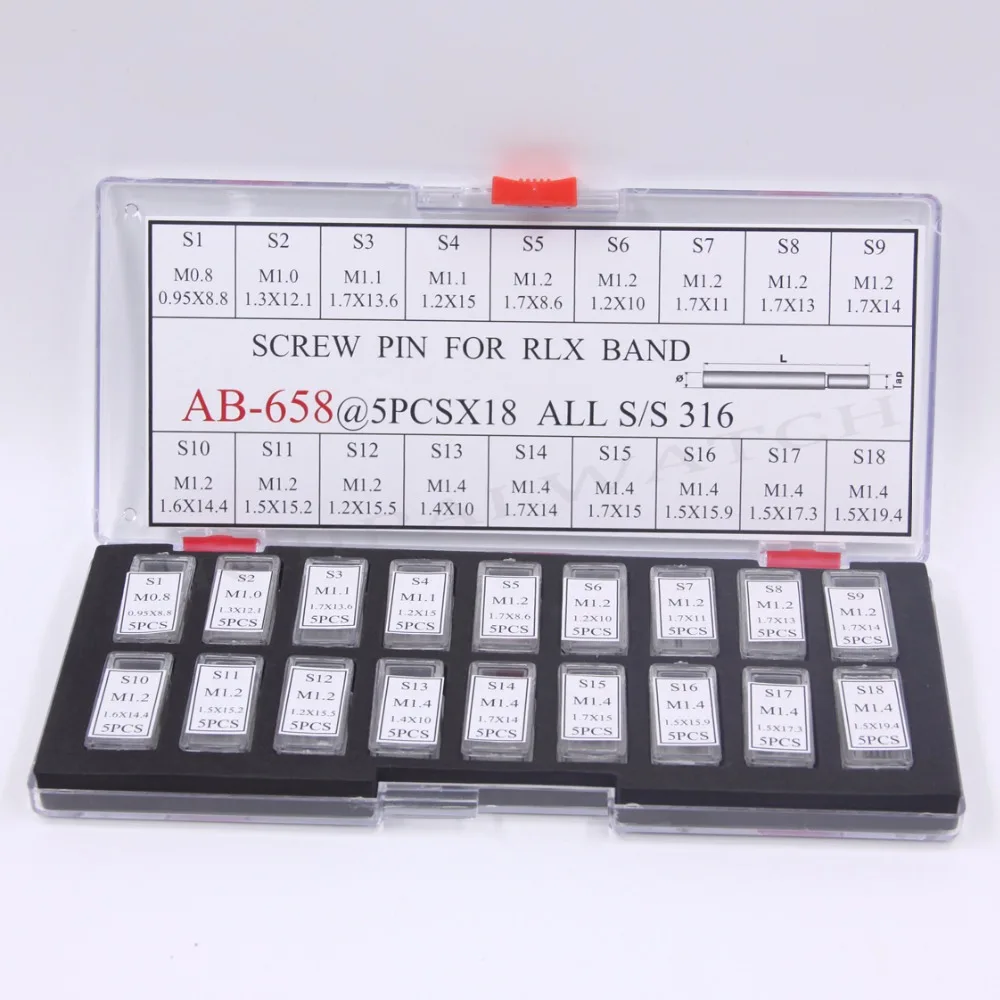 S1 S2 S3 S4 S5 S6 S7 S8 S9
M0.8 M1.0 M1.1 M1.1 M1.2 M1.2 M1.2 M1.2 M1.2
0.95X8.8 1.3X12.1 1.7X13.6 1.2X15 1.7X8.6 1.2X10 1.7X11 1.7X13 1.7X14
SCREW PIN FOR RLX BAND
L
Ø Tap
AB-658@5PCSX18 ALL S/S 316
S10 S11 S12 S13 S14 S15 S16 S17 S18
M1.2 M1.2 M1.2 M1.4 M1.4 M1.4 M1.4 M1.4 M1.4
1.6X14.4 1.5X15.2 1.2X15.5 1.4X10 1.7X14 1.7X15 1.5X15.9 1.5X17.3 1.5X19.4
S1 S2 S3 S4 S5 S6 S7 S8 S9
M0.8 M1.0 M1.1 M1.1 M1.2 M1.2 M1.2 M1.2 M1.2
0.95X8.8 1.3X12.1 1.7X13.6 1.2X15 1.7X8.6 1.2X10 1.7X11 1.7X13 1.7X14
5PCS 5PCS 5PCS 5PCS 5PCS 5PCS 5PCS 5PCS 5PCS
S10 S11 S12 S13 S14 S15 S16 S17 S18
M1.2 M1.2 M1.2 M1.4 M1.4 M1.4 M1.4 M1.4 M1.4
1.6X14.4 1.5X15.2 1.2X15.5 1.4X10 1.7X14 1.7X15 1.5X15.9 1.5X17.3 1.5X19.4
5PCS 5PCS 5PCS 5PCS 5PCS 5PCS 5PCS 5PCS 5PCS